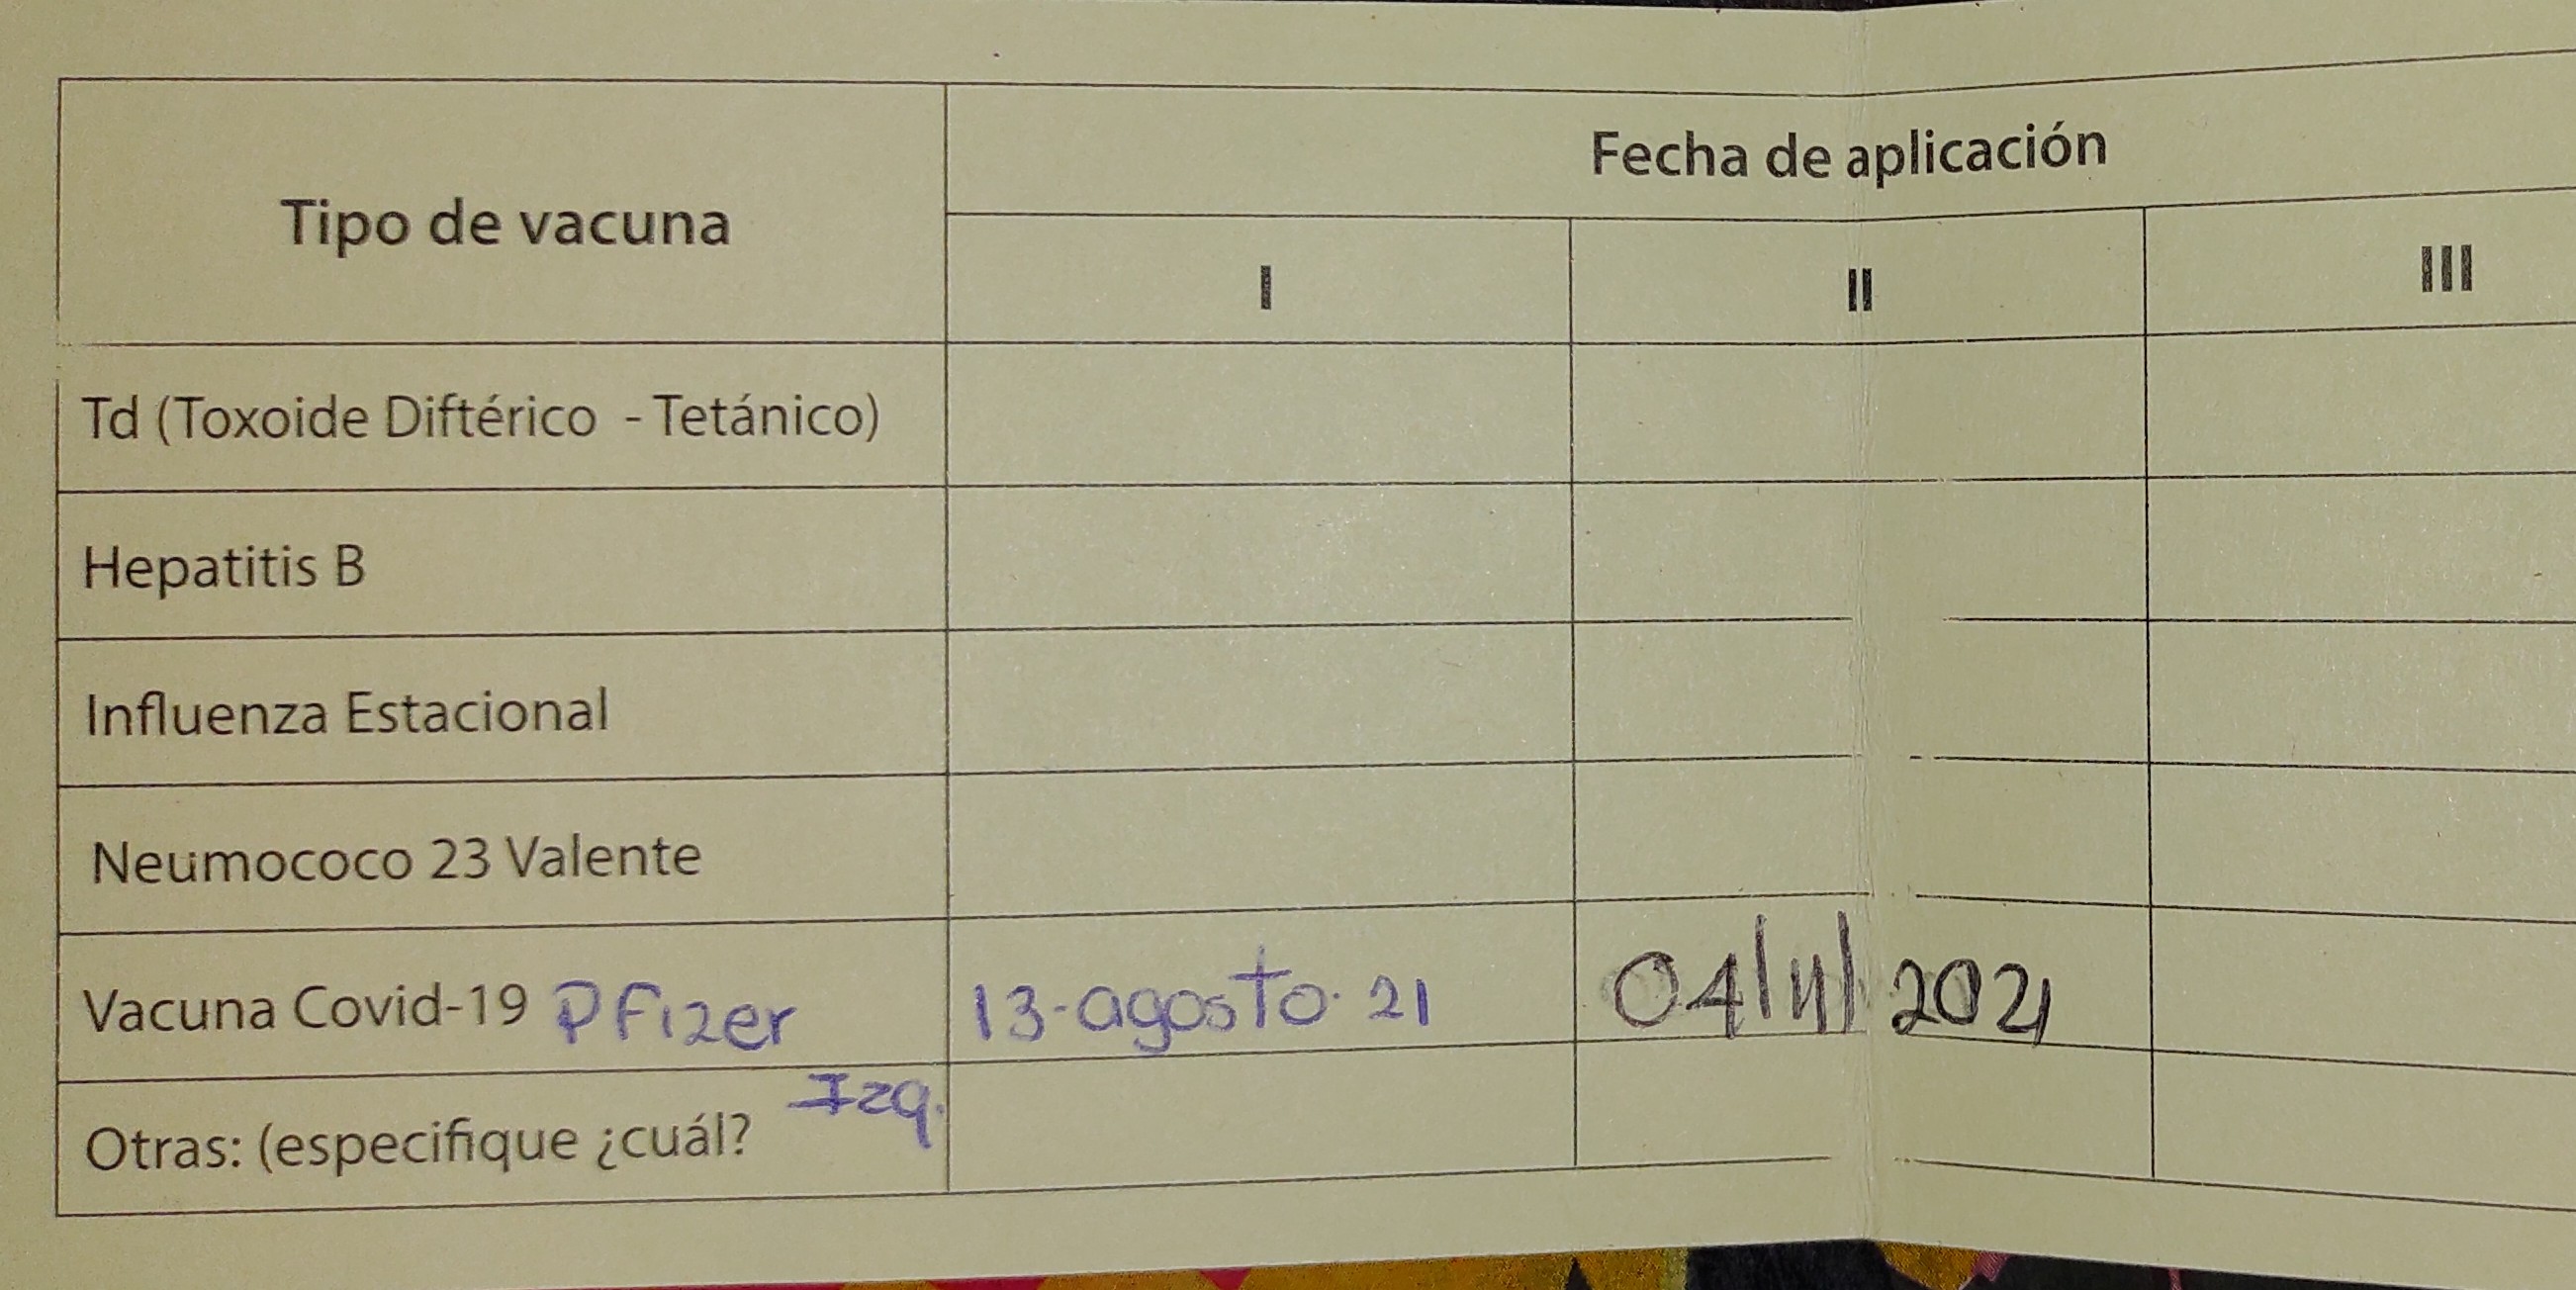 Tipo de vacuna
Fecha de aplicación
I II III
Td (Toxoide Diftérico - Tetánico)
Hepatitis B
Influenza Estacional
Neumococo 23 Valente
Vacuna Covid-19 Pfizer 13-agosto-21 04/11/2021
Izq.
Otras: (especifique ¿cuál?